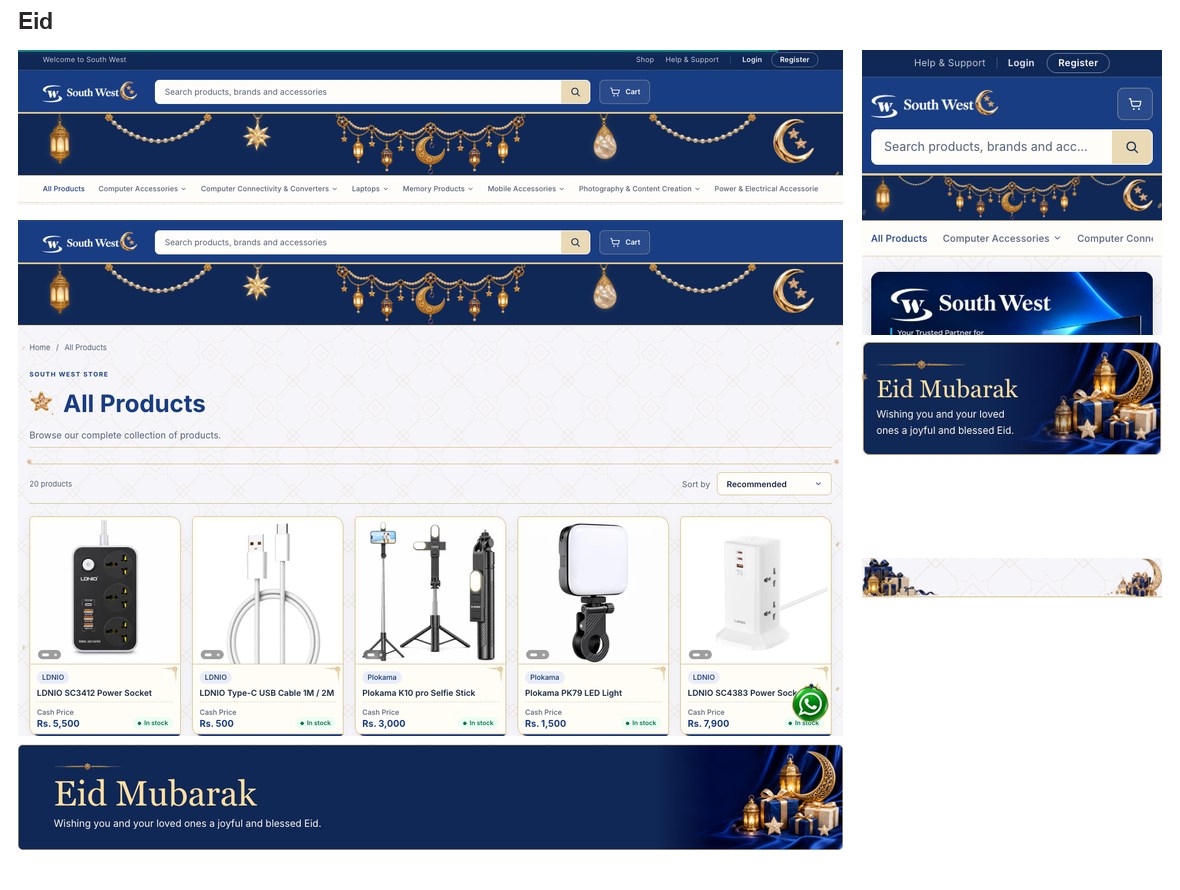 Eid
Welcome to South West
Shop Help & Support Login Register
South West
Search products, brands and accessories
Cart
All Products Computer Accessories Computer Connectivity & Converters Laptops Memory Products Mobile Accessories Photography & Content Creation Power & Electrical Accessorie
South West
Search products, brands and accessories
Cart
Home / All Products
SOUTH WEST STORE
All Products
Browse our complete collection of products.
20 products
Sort by Recommended
LDNIO
LDNIO
LDNIO SC3412 Power Socket
Cash Price
Rs. 5,500
In stock
LDNIO
LDNIO Type-C USB Cable 1M / 2M
Cash Price
Rs. 500
In stock
Plokama
Plokama K10 pro Selfie Stick
Cash Price
Rs. 3,000
In stock
Plokama
Plokama PK79 LED Light
Cash Price
Rs. 1,500
In stock
LDNIO
LDNIO
LDNIO SC4383 Power Sock
Cash Price
Rs. 7,900
In stock
Eid Mubarak
Wishing you and your loved ones a joyful and blessed Eid.
Help & Support Login Register
South West
Search products, brands and acc...
All Products Computer Accessories Computer Conne
South West
Your Trusted Partner for
Eid Mubarak
Wishing you and your loved
ones a joyful and blessed Eid.